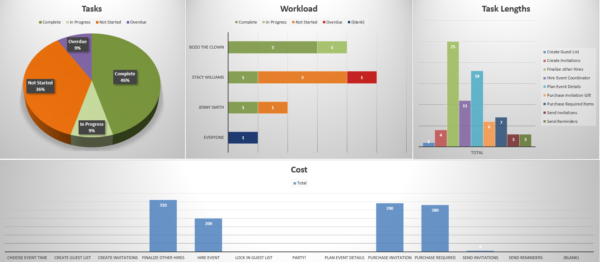 Tasks
Complete In Progress Not Started Overdue
Overdue
9%
Complete
46%
Not Started
36%
In Progress
9%
Workload
Complete In Progress Not Started Overdue (blank)
BOZO THE CLOWN
3 1
STACY WILLIAMS
1 3 1
JENNY SMITH
1 1
EVERYONE
1
Task Lengths
25
11
18
4
7
3
3
TOTAL
Create Guest List
Create Invitations
Finalize other Hires
Hire Event Coordinator
Plan Event Details
Purchase Invitation Gift
Purchase Required Items
Send Invitations
Send Reminders
Cost
Total
200
200
CHOOSE EVENT TIME CREATE GUEST LIST CREATE INVITATIONS FINALIZE OTHER HIRES HIRE EVENT LOCK IN GUEST LIST PARTY! PLAN EVENT DETAILS PURCHASE INVITATION PURCHASE REQUIRED SEND INVITATIONS SEND REMINDERS (BLANK)